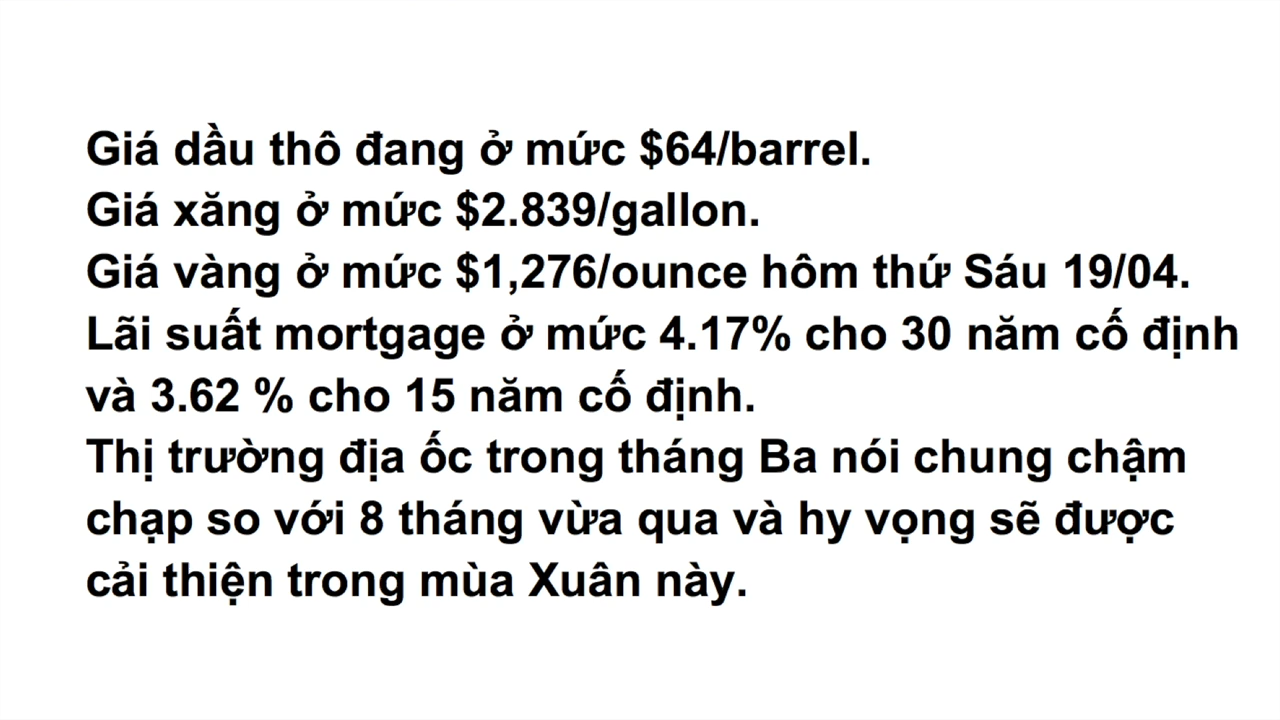 Giá dầu thô đang ở mức $64/barrel.
Giá xăng ở mức $2.839/gallon.
Giá vàng ở mức $1,276/ounce hôm thứ Sáu 19/04.
Lãi suất mortgage ở mức 4.17% cho 30 năm cố định
và 3.62 % cho 15 năm cố định.
Thị trường địa ốc trong tháng Ba nói chung chậm
chạp so với 8 tháng vừa qua và hy vọng sẽ được
cải thiện trong mùa Xuân này.